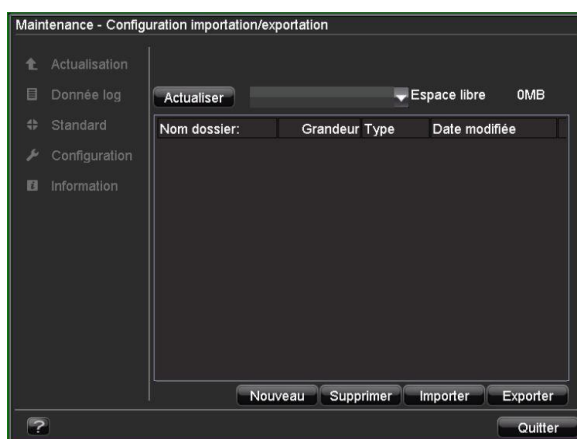 Maintenance - Configuration importation/exportation
Actualisation
Donnée log
Standard
Configuration
Information
Actualiser
Espace libre 0MB
Nom dossier: Grandeur Type Date modifiée
Nouveau Supprimer Importer Exporter
? Quitter